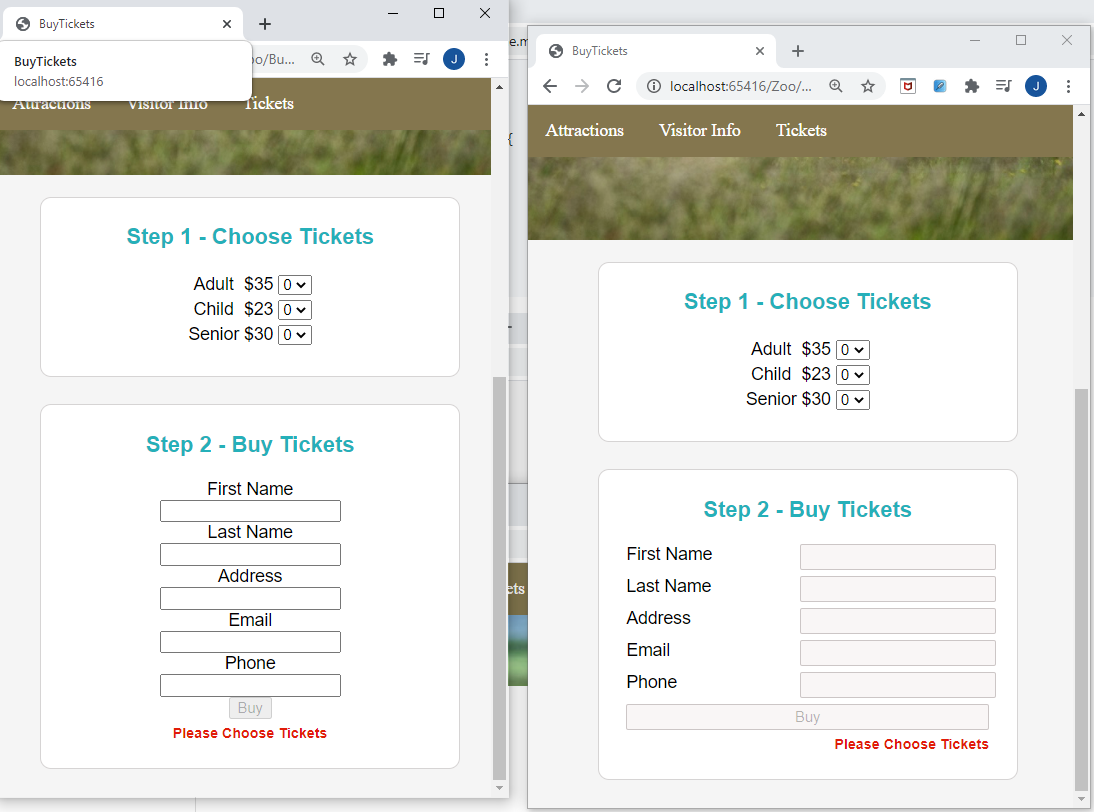 BuyTickets
BuyTickets
localhost:65416
oo/Bu...
J
Attractions Visitor Info Tickets
Step 1 - Choose Tickets
Adult $35 0
Child $23 0
Senior $30 0
Step 2 - Buy Tickets
First Name
Last Name
Address
Email
Phone
Buy
Please Choose Tickets
e.m
{
ets
BuyTickets
localhost:65416/Zoo/...
J
Attractions Visitor Info Tickets
Step 1 - Choose Tickets
Adult $35 0
Child $23 0
Senior $30 0
Step 2 - Buy Tickets
First Name
Last Name
Address
Email
Phone
Buy
Please Choose Tickets